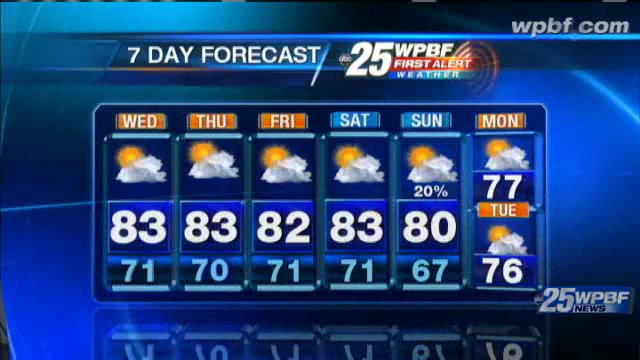 wpbf.com
7 DAY FORECAST
abc 25 WPBF
FIRST ALERT
WEATHER
WED THU FRI SAT SUN MON
20%
77
83 83 82 83 80
TUE
71 70 71 71 67
76
abc 25 WPBF
NEWS